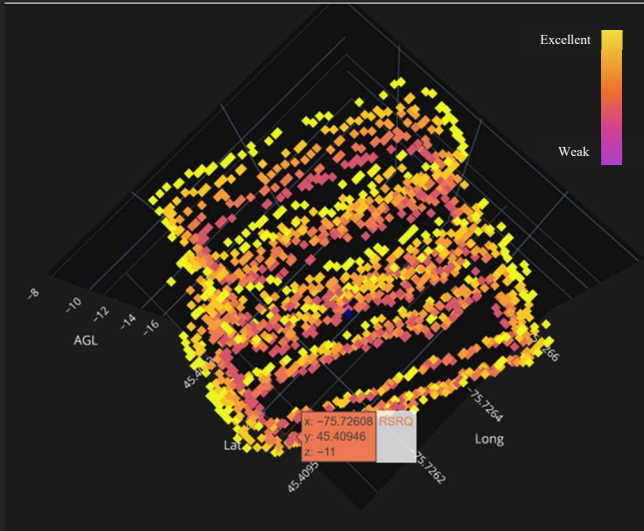 Excellent
Weak
−8
−10
−12
−14
−16
AGL
x: −75.72608
y: 45.40946
z: −11
RSRQ
Lat
45.4095
Long
−75.7264
−75.7262